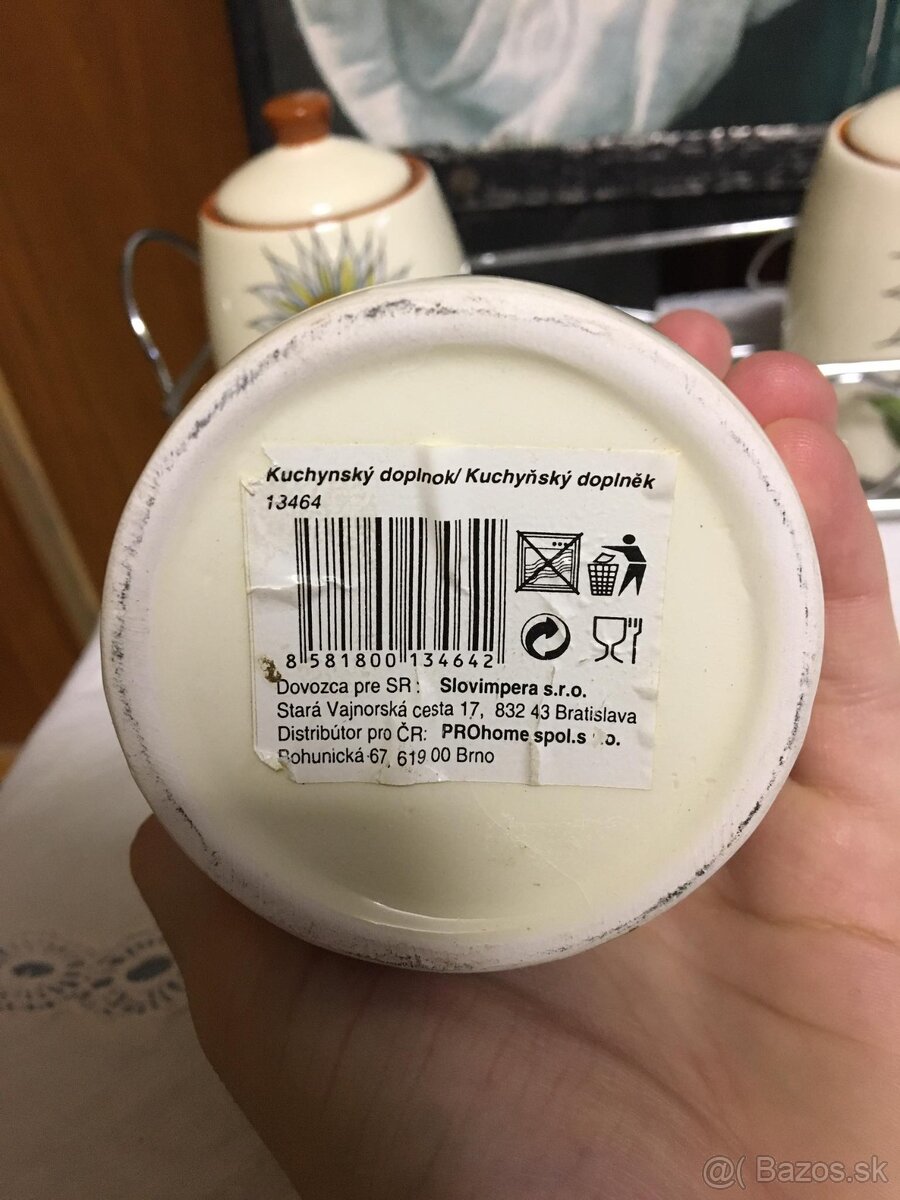 Kuchynský doplnok/ Kuchyňský doplněk
13464
8 581800 134642
Dovozca pre SR: Slovimpera s.r.o.
Stará Vajnorská cesta 17, 832 43 Bratislava
Distribútor pro ČR: PROhome spol.s .o.
Bohunická 67, 619 00 Brno
@( Bazos.sk